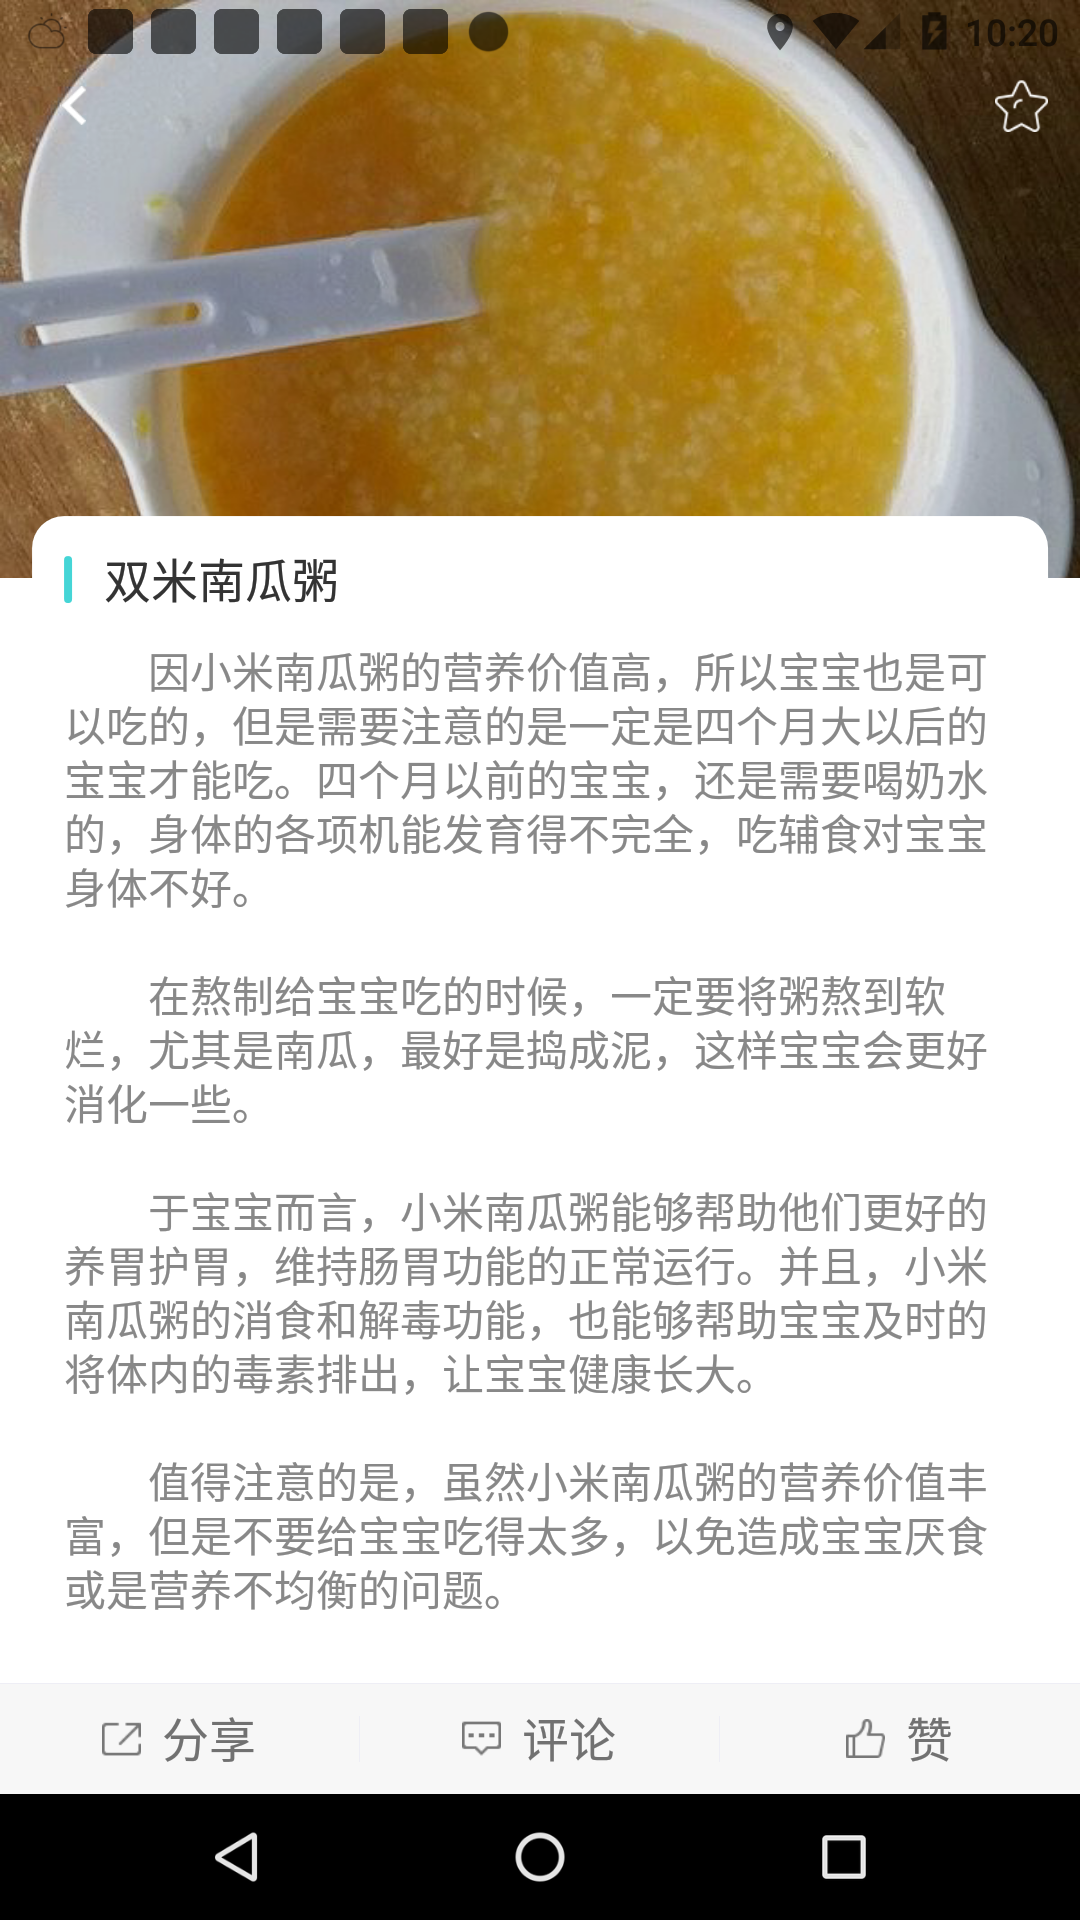 10:20
双米南瓜粥
因小米南瓜粥的营养价值高，所以宝宝也是可
以吃的，但是需要注意的是一定是四个月大以后的
宝宝才能吃。四个月以前的宝宝，还是需要喝奶水
的，身体的各项机能发育得不完全，吃辅食对宝宝
身体不好。
在熬制给宝宝吃的时候，一定要将粥熬到软
烂，尤其是南瓜，最好是捣成泥，这样宝宝会更好
消化一些。
于宝宝而言，小米南瓜粥能够帮助他们更好的
养胃护胃，维持肠胃功能的正常运行。并且，小米
南瓜粥的消食和解毒功能，也能够帮助宝宝及时的
将体内的毒素排出，让宝宝健康长大。
值得注意的是，虽然小米南瓜粥的营养价值丰
富，但是不要给宝宝吃得太多，以免造成宝宝厌食
或是营养不均衡的问题。
分享
评论
赞